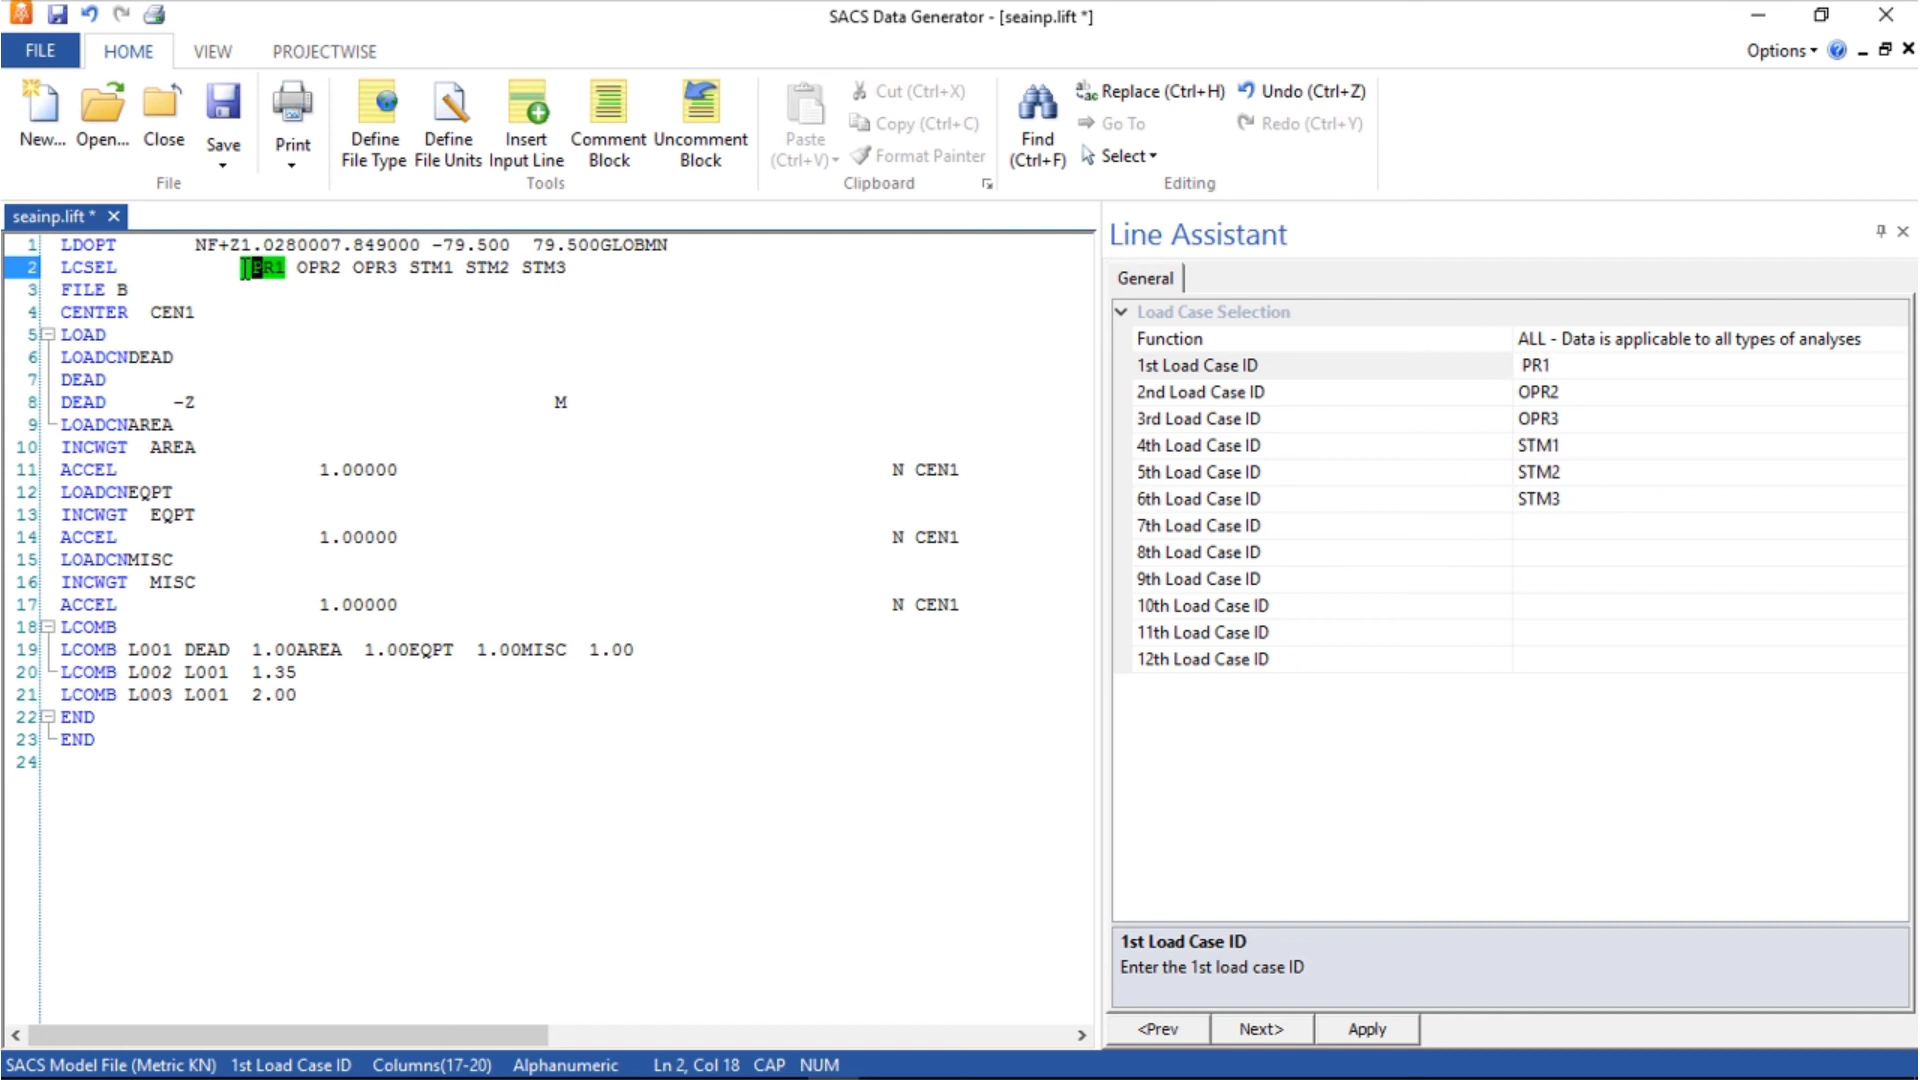 SACS Data Generator - [seainp.lift *]
FILE HOME VIEW PROJECTWISE Options
New... Open... Close Save Print
File
Define File Type Define File Units Insert Input Line Comment Block Uncomment Block
Tools
Paste (Ctrl+V) Cut (Ctrl+X) Copy (Ctrl+C) Format Painter
Clipboard
Find (Ctrl+F) Replace (Ctrl+H) Go To Select Undo (Ctrl+Z) Redo (Ctrl+Y)
Editing
seainp.lift *
1 LDOPT NF+Z1.0280007.849000 -79.500 79.500GLOBMN
2 LCSEL PR1 OPR2 OPR3 STM1 STM2 STM3
3 FILE B
4 CENTER CEN1
5 LOAD
6 LOADCNDEAD
7 DEAD
8 DEAD -Z M
9 LOADCNAREA
10 INCWGT AREA
11 ACCEL 1.00000 N CEN1
12 LOADCNEQPT
13 INCWGT EQPT
14 ACCEL 1.00000 N CEN1
15 LOADCNMISC
16 INCWGT MISC
17 ACCEL 1.00000 N CEN1
18 LCOMB
19 LCOMB L001 DEAD 1.00AREA 1.00EQPT 1.00MISC 1.00
20 LCOMB L002 L001 1.35
21 LCOMB L003 L001 2.00
22 END
23 END
24
Line Assistant
General
Load Case Selection
Function ALL - Data is applicable to all types of analyses
1st Load Case ID PR1
2nd Load Case ID OPR2
3rd Load Case ID OPR3
4th Load Case ID STM1
5th Load Case ID STM2
6th Load Case ID STM3
7th Load Case ID
8th Load Case ID
9th Load Case ID
10th Load Case ID
11th Load Case ID
12th Load Case ID
1st Load Case ID
Enter the 1st load case ID
<Prev Next> Apply
SACS Model File (Metric KN) 1st Load Case ID Columns(17-20) Alphanumeric Ln 2, Col 18 CAP NUM